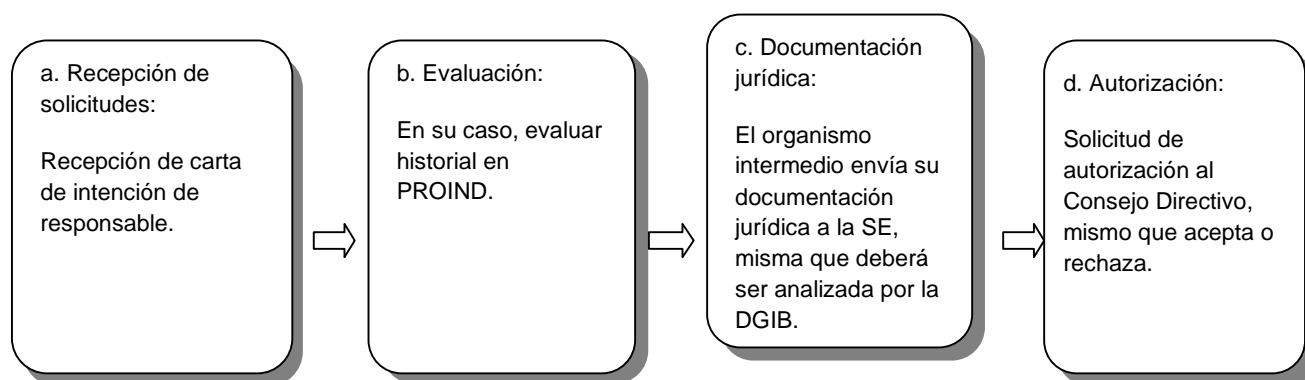 a. Recepción de
solicitudes:
Recepción de carta
de intención de
responsable.
b. Evaluación:
En su caso, evaluar
historial en
PROIND.
c. Documentación
jurídica:
El organismo
intermedio envía su
documentación
jurídica a la SE,
misma que deberá
ser analizada por la
DGIB.
d. Autorización:
Solicitud de
autorización al
Consejo Directivo,
mismo que acepta o
rechaza.